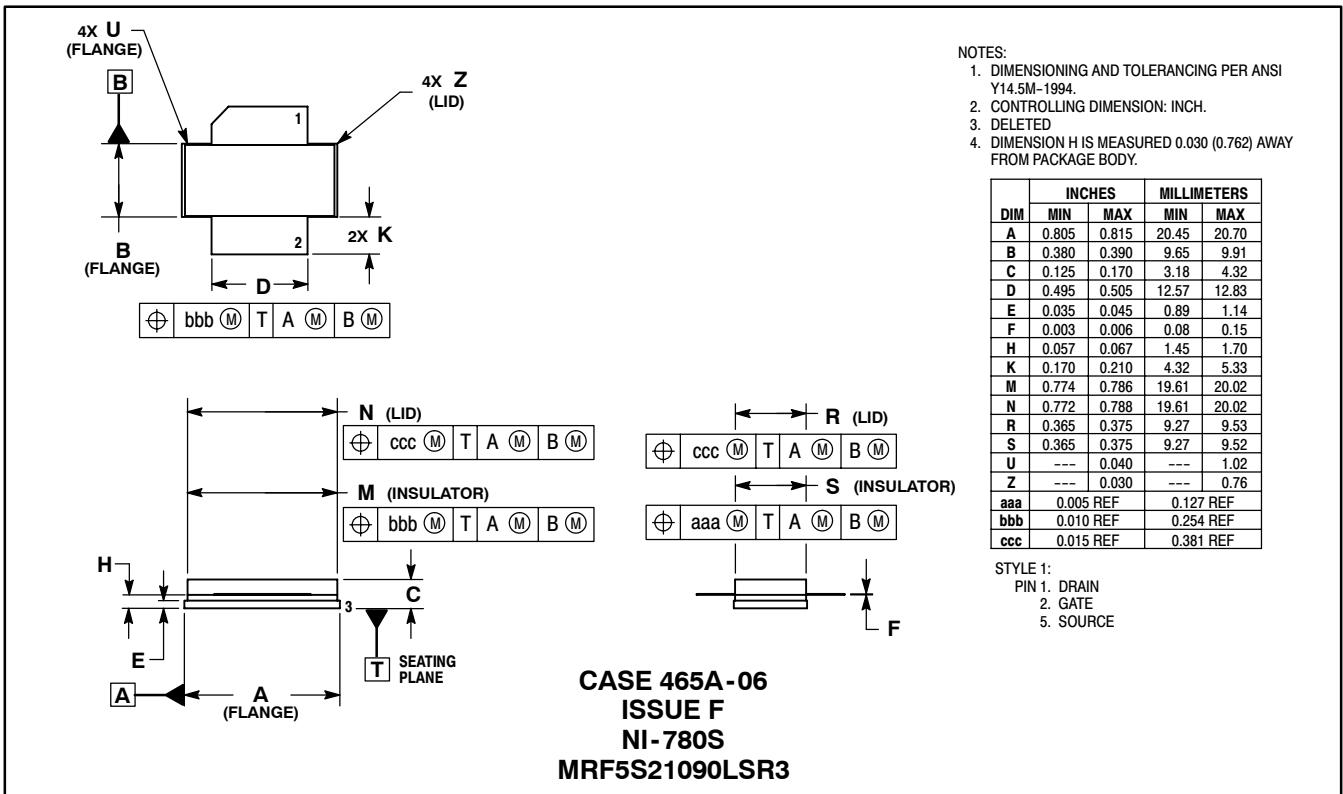 4X U
(FLANGE)
B
4X Z
(LID)
1
2
B
(FLANGE)
2X K
D
⌖ bbb Ⓜ T A Ⓜ B Ⓜ
N (LID)
⌖ ccc Ⓜ T A Ⓜ B Ⓜ
M (INSULATOR)
⌖ bbb Ⓜ T A Ⓜ B Ⓜ
R (LID)
⌖ ccc Ⓜ T A Ⓜ B Ⓜ
S (INSULATOR)
⌖ aaa Ⓜ T A Ⓜ B Ⓜ
H
C
3
E
T SEATING
PLANE
A
A
(FLANGE)
F
NOTES:
1. DIMENSIONING AND TOLERANCING PER ANSI
Y14.5M-1994.
2. CONTROLLING DIMENSION: INCH.
3. DELETED
4. DIMENSION H IS MEASURED 0.030 (0.762) AWAY
FROM PACKAGE BODY.
INCHES MILLIMETERS
DIM MIN MAX MIN MAX
A 0.805 0.815 20.45 20.70
B 0.380 0.390 9.65 9.91
C 0.125 0.170 3.18 4.32
D 0.495 0.505 12.57 12.83
E 0.035 0.045 0.89 1.14
F 0.003 0.006 0.08 0.15
H 0.057 0.067 1.45 1.70
K 0.170 0.210 4.32 5.33
M 0.774 0.786 19.61 20.02
N 0.772 0.788 19.61 20.02
R 0.365 0.375 9.27 9.53
S 0.365 0.375 9.27 9.52
U --- 0.040 --- 1.02
Z --- 0.030 --- 0.76
aaa 0.005 REF 0.127 REF
bbb 0.010 REF 0.254 REF
ccc 0.015 REF 0.381 REF
STYLE 1:
PIN 1. DRAIN
2. GATE
5. SOURCE
CASE 465A-06
ISSUE F
NI-780S
MRF5S21090LSR3